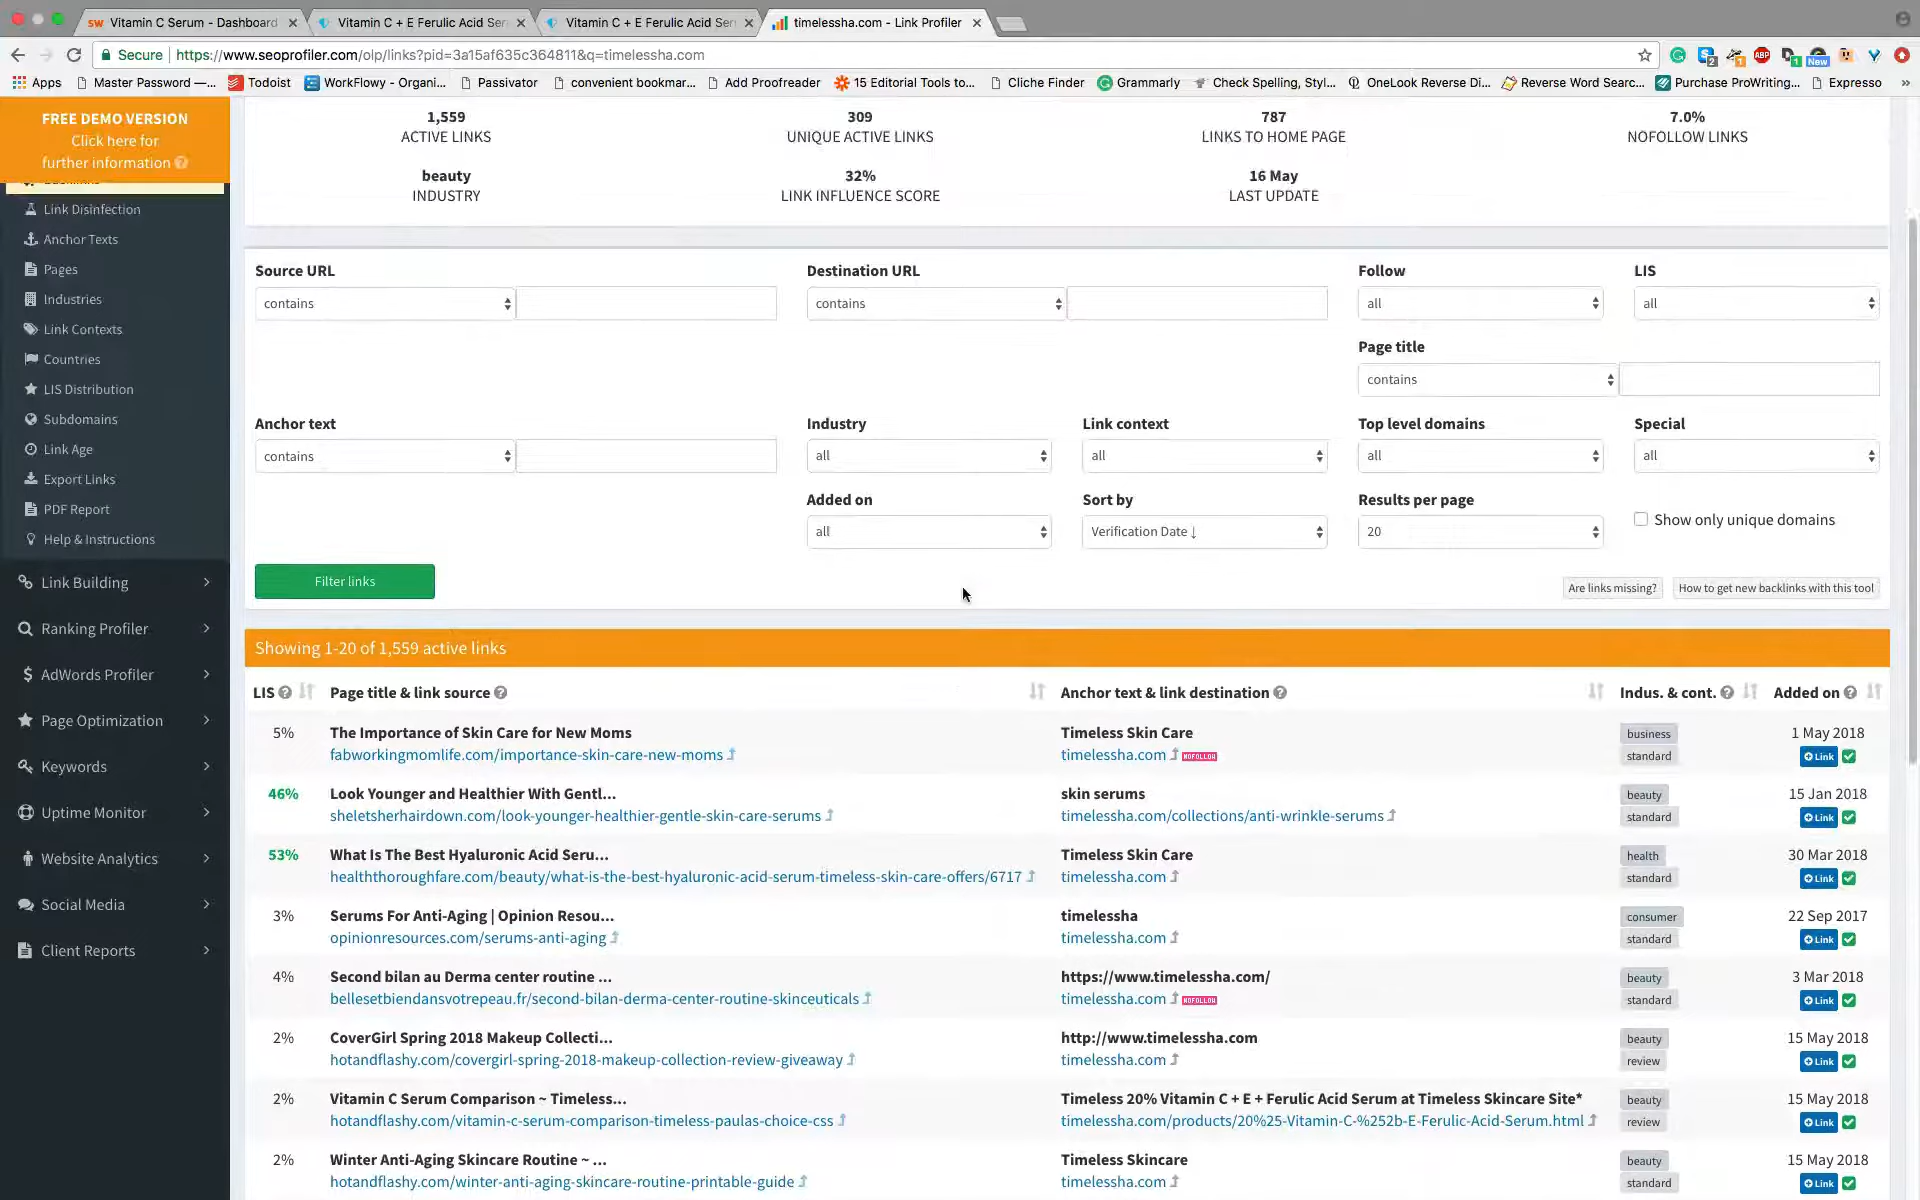 Vitamin C Serum - Dashboard
Vitamin C + E Ferulic Acid Ser
Vitamin C + E Ferulic Acid Ser
timelessha.com - Link Profiler
Secure
https://www.seoprofiler.com/olp/links?pid=3a15af635c364811&q=timelessha.com
Apps
Master Password —...
Todoist
WorkFlowy - Organi...
Passivator
convenient bookmar...
Add Proofreader
15 Editorial Tools to...
Cliche Finder
Grammarly
Check Spelling, Styl...
OneLook Reverse Di...
Reverse Word Searc...
Purchase ProWriting...
Expresso
FREE DEMO VERSION
Click here for
further information
Link Disinfection
Anchor Texts
Pages
Industries
Link Contexts
Countries
LIS Distribution
Subdomains
Link Age
Export Links
PDF Report
Help & Instructions
Link Building
Ranking Profiler
AdWords Profiler
Page Optimization
Keywords
Uptime Monitor
Website Analytics
Social Media
Client Reports
1,559 309 787 7.0%
ACTIVE LINKS UNIQUE ACTIVE LINKS LINKS TO HOME PAGE NOFOLLOW LINKS
beauty 32% 16 May
INDUSTRY LINK INFLUENCE SCORE LAST UPDATE
Source URL Destination URL Follow LIS
contains contains all all
Page title
contains
Anchor text Industry Link context Top level domains Special
contains all all all all
Added on Sort by Results per page
all Verification Date ↓ 20 Show only unique domains
Filter links Are links missing? How to get new backlinks with this tool
Showing 1-20 of 1,559 active links
LIS Page title & link source Anchor text & link destination Indus. & cont. Added on
5% The Importance of Skin Care for New Moms Timeless Skin Care business 1 May 2018
fabworkingmomlife.com/importance-skin-care-new-moms timelessha.com NOFOLLOW standard Link
46% Look Younger and Healthier With Gentl... skin serums beauty 15 Jan 2018
sheletsherhairdown.com/look-younger-healthier-gentle-skin-care-serums timelessha.com/collections/anti-wrinkle-serums standard Link
53% What Is The Best Hyaluronic Acid Seru... Timeless Skin Care health 30 Mar 2018
healththoroughfare.com/beauty/what-is-the-best-hyaluronic-acid-serum-timeless-skin-care-offers/6717 timelessha.com standard Link
3% Serums For Anti-Aging | Opinion Resou... timelessha consumer 22 Sep 2017
opinionresources.com/serums-anti-aging timelessha.com standard Link
4% Second bilan au Derma center routine ... https://www.timelessha.com/ beauty 3 Mar 2018
bellesetbiendansvotrepeau.fr/second-bilan-derma-center-routine-skinceuticals timelessha.com NOFOLLOW standard Link
2% CoverGirl Spring 2018 Makeup Collecti... http://www.timelessha.com beauty 15 May 2018
hotandflashy.com/covergirl-spring-2018-makeup-collection-review-giveaway timelessha.com review Link
2% Vitamin C Serum Comparison ~ Timeless... Timeless 20% Vitamin C + E + Ferulic Acid Serum at Timeless Skincare Site* beauty 15 May 2018
hotandflashy.com/vitamin-c-serum-comparison-timeless-paulas-choice-css timelessha.com/products/20%25-Vitamin-C-%252b-E-Ferulic-Acid-Serum.html review Link
2% Winter Anti-Aging Skincare Routine ~ ... Timeless Skincare beauty 15 May 2018
hotandflashy.com/winter-anti-aging-skincare-routine-printable-guide timelessha.com standard Link